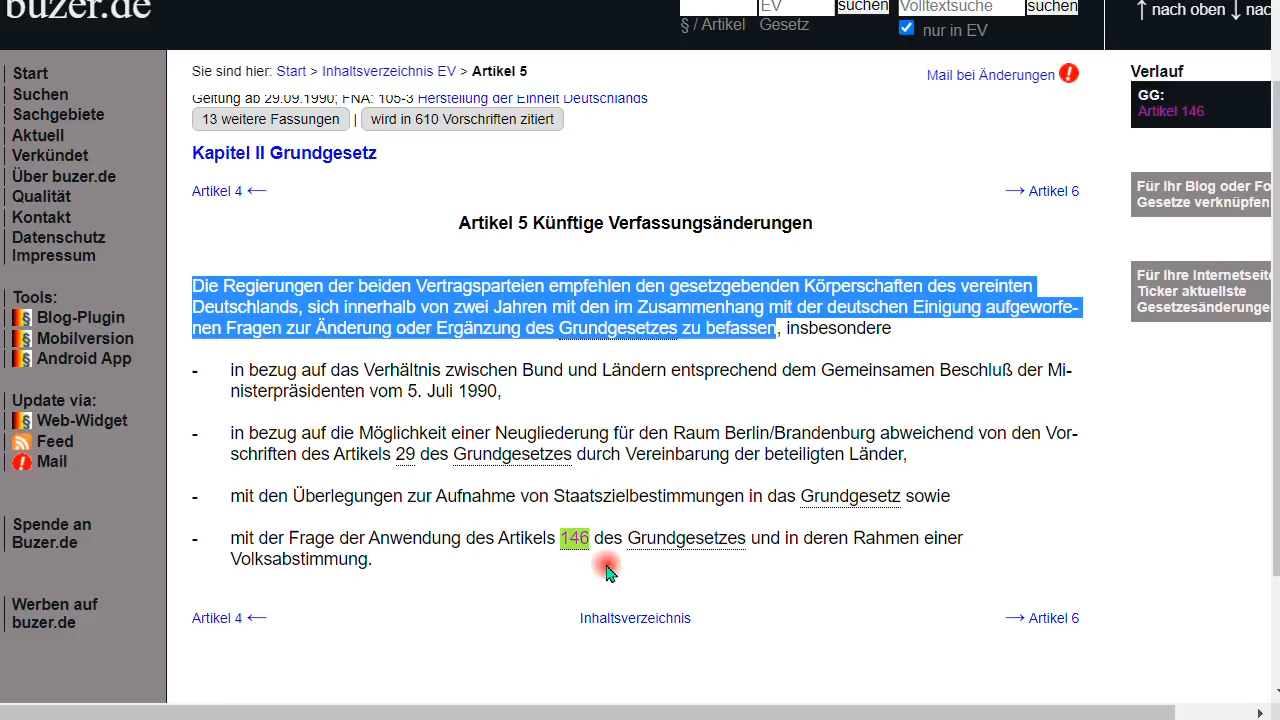 buzer.de
EV
suchen
Volltextsuche
suchen
§ / Artikel Gesetz
nur in EV
↑ nach oben ↓ nac
Start
Suchen
Sachgebiete
Aktuell
Verkündet
Über buzer.de
Qualität
Kontakt
Datenschutz
Impressum
Tools:
Blog-Plugin
Mobilversion
Android App
Update via:
Web-Widget
Feed
Mail
Spende an
Buzer.de
Werben auf
buzer.de
Sie sind hier: Start > Inhaltsverzeichnis EV > Artikel 5
Mail bei Änderungen
Geltung ab 29.09.1990; FNA: 105-3 Herstellung der Einheit Deutschlands
13 weitere Fassungen | wird in 610 Vorschriften zitiert
Kapitel II Grundgesetz
Artikel 4 ← → Artikel 6
Artikel 5 Künftige Verfassungsänderungen
Die Regierungen der beiden Vertragsparteien empfehlen den gesetzgebenden Körperschaften des vereinten
Deutschlands, sich innerhalb von zwei Jahren mit den im Zusammenhang mit der deutschen Einigung aufgeworfe-
nen Fragen zur Änderung oder Ergänzung des Grundgesetzes zu befassen, insbesondere
- in bezug auf das Verhältnis zwischen Bund und Ländern entsprechend dem Gemeinsamen Beschluß der Mi-
nisterpräsidenten vom 5. Juli 1990,
- in bezug auf die Möglichkeit einer Neugliederung für den Raum Berlin/Brandenburg abweichend von den Vor-
schriften des Artikels 29 des Grundgesetzes durch Vereinbarung der beteiligten Länder,
- mit den Überlegungen zur Aufnahme von Staatszielbestimmungen in das Grundgesetz sowie
- mit der Frage der Anwendung des Artikels 146 des Grundgesetzes und in deren Rahmen einer
Volksabstimmung.
Artikel 4 ← Inhaltsverzeichnis → Artikel 6
Verlauf
GG:
Artikel 146
Für Ihr Blog oder Fo
Gesetze verknüpfen
Für Ihre Internetseite
Ticker aktuellste
Gesetzesänderunge